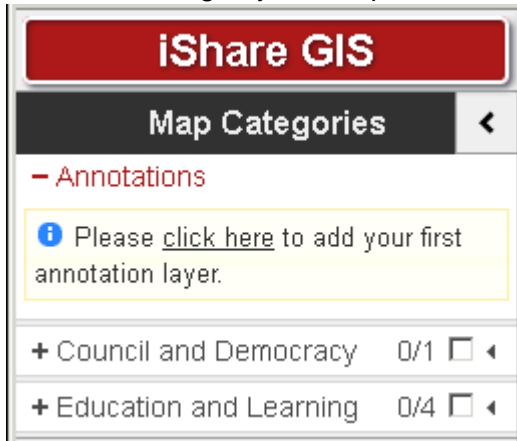 iShare GIS
Map Categories
− Annotations
Please click here to add your first
annotation layer.
+ Council and Democracy 0/1
+ Education and Learning 0/4